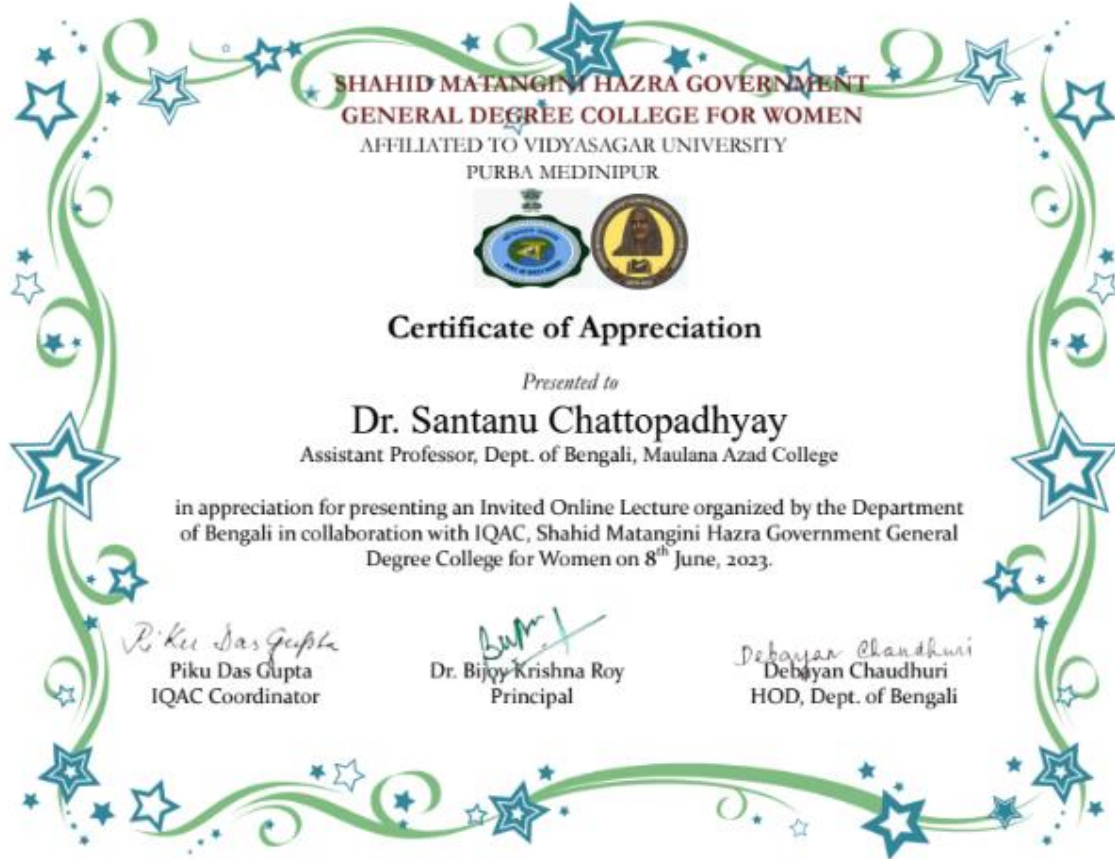 SHAHID MATANGINI HAZRA GOVERNMENT
GENERAL DEGREE COLLEGE FOR WOMEN
AFFILIATED TO VIDYASAGAR UNIVERSITY
PURBA MEDINIPUR
Certificate of Appreciation
Presented to
Dr. Santanu Chattopadhyay
Assistant Professor, Dept. of Bengali, Maulana Azad College
in appreciation for presenting an Invited Online Lecture organized by the Department
of Bengali in collaboration with IQAC, Shahid Matangini Hazra Government General
Degree College for Women on 8th June, 2023.
Piku Das Gupta
Piku Das Gupta
IQAC Coordinator
Dr. Bijoy Krishna Roy
Principal
Debayan Chaudhuri
Debayan Chaudhuri
HOD, Dept. of Bengali